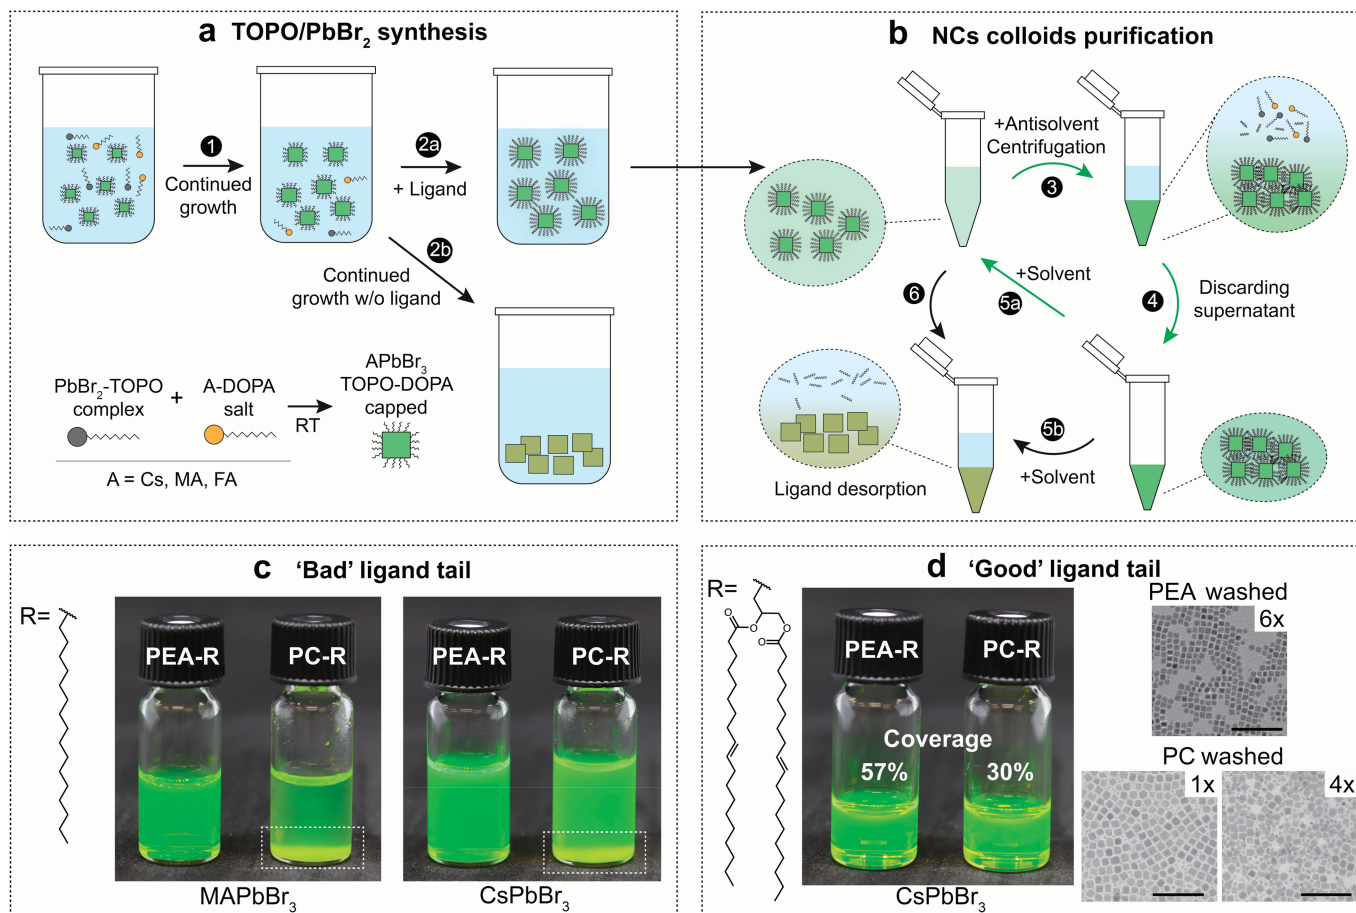 a TOPO/PbBr2 synthesis
1
Continued
growth
2a
+ Ligand
2b
Continued
growth w/o ligand
PbBr2-TOPO
complex
+
A-DOPA
salt
RT
APbBr3
TOPO-DOPA
capped
A = Cs, MA, FA
b NCs colloids purification
+Antisolvent
Centrifugation
3
4
Discarding
supernatant
+Solvent
5a
6
5b
+Solvent
Ligand desorption
c 'Bad' ligand tail
R=
PEA-R
PC-R
PEA-R
PC-R
MAPbBr3
CsPbBr3
d 'Good' ligand tail
R=
O
O
O
O
PEA-R
PC-R
Coverage
57%
30%
CsPbBr3
PEA washed
6x
PC washed
1x
4x